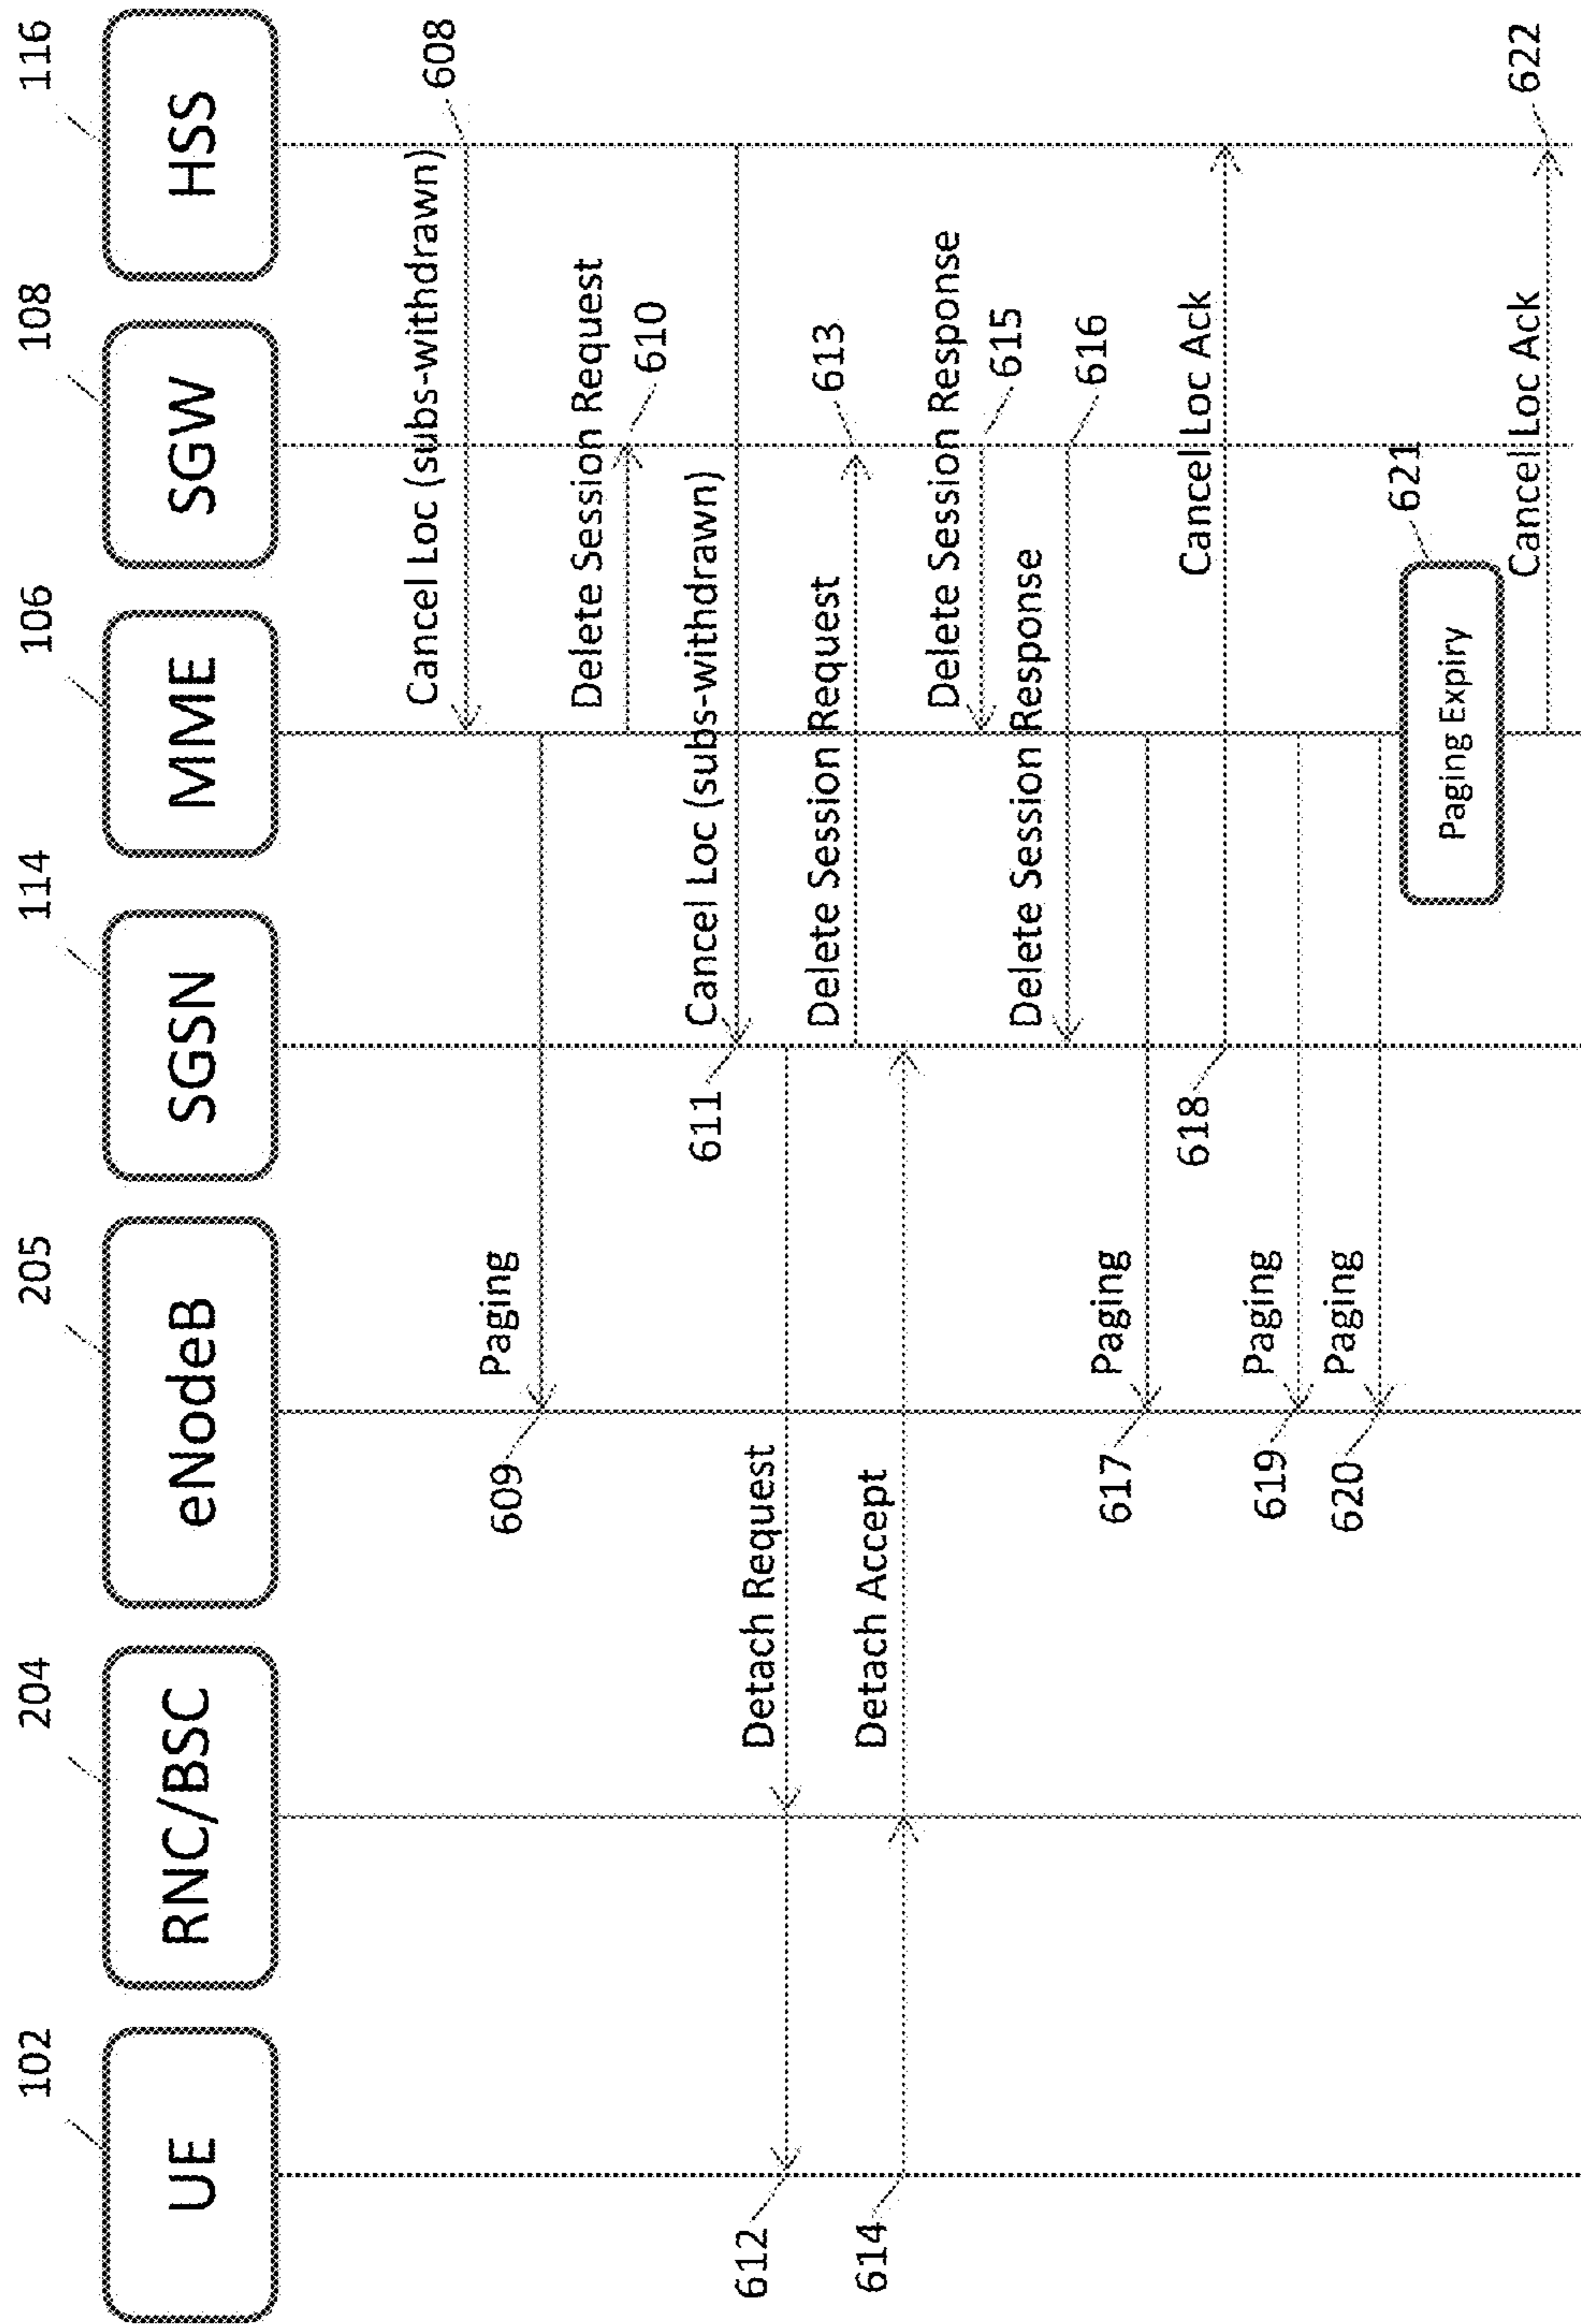 102
204
205
114
106
108
116
UE
RNC/BSC
eNodeB
SGSN
MME
SGW
HSS
Cancel Loc (subs-withdrawn)
608
Paging
609
Delete Session Request
610
Cancel Loc (subs-withdrawn)
611
Detach Request
612
Delete Session Request
613
Detach Accept
614
Delete Session Response
615
Delete Session Response
616
Paging
617
Cancel Loc Ack
618
Paging
619
Paging
620
Paging Expiry
621
Cancel Loc Ack
622